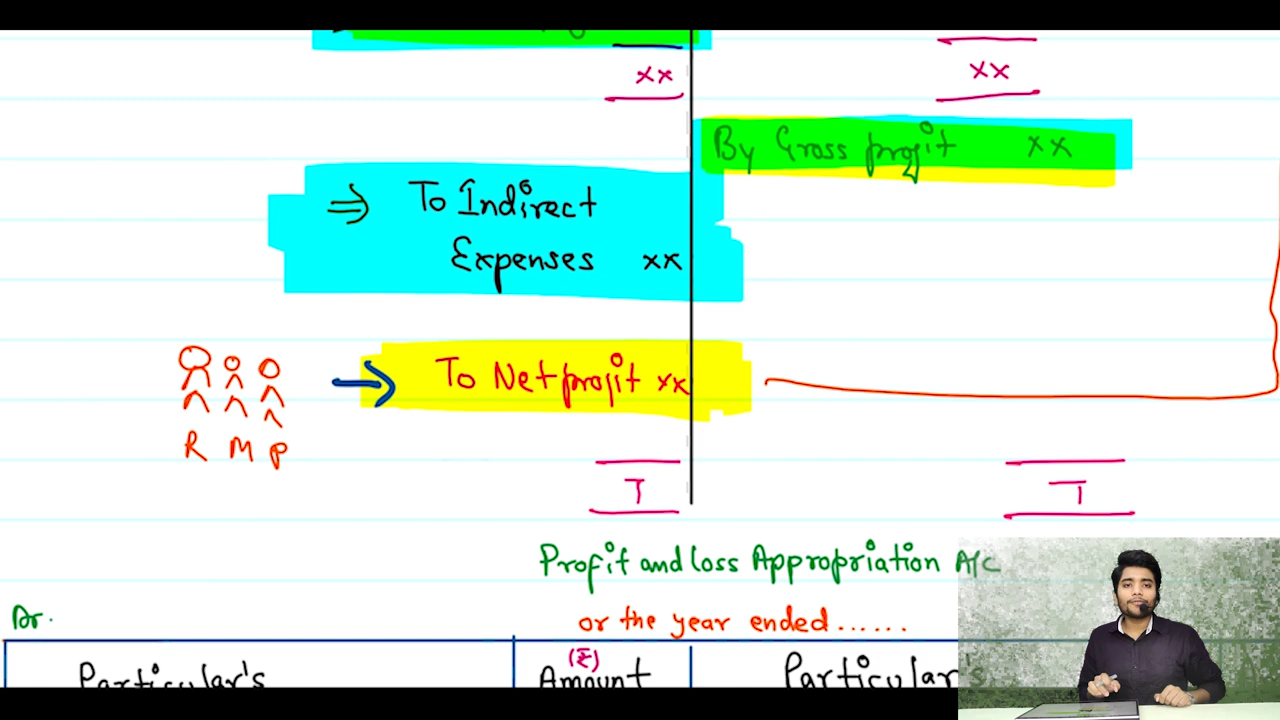 xx xx
By Gross profit xx
⇒ To Indirect
Expenses xx
→ To Net profit xx
R M P
T T
Profit and loss Appropriation A/C
Dr.
or the year ended......
(₹)
Particular's Amount Particular's